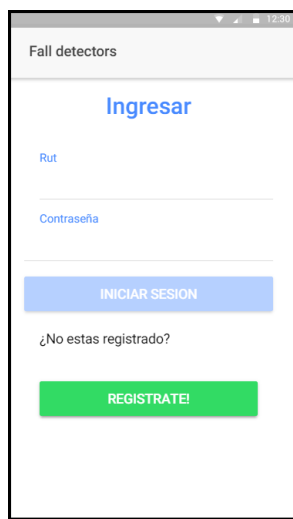 12:30
Fall detectors
Ingresar
Rut
Contraseña
INICIAR SESION
¿No estas registrado?
REGISTRATE!